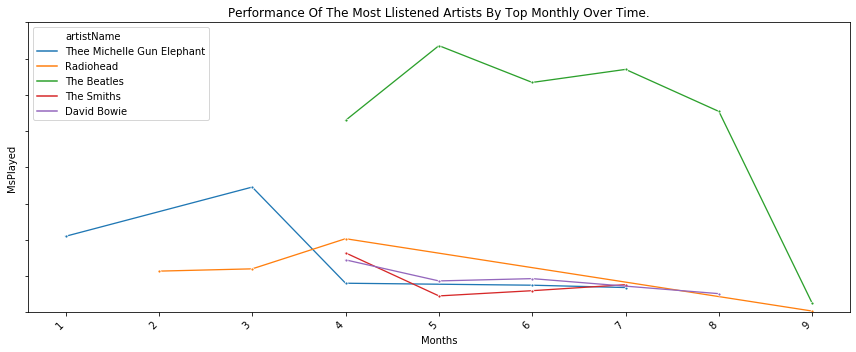 Performance Of The Most Llistened Artists By Top Monthly Over Time.
artistName
Thee Michelle Gun Elephant
Radiohead
The Beatles
The Smiths
David Bowie
MsPlayed
1 2 3 4 5 6 7 8 9
Months